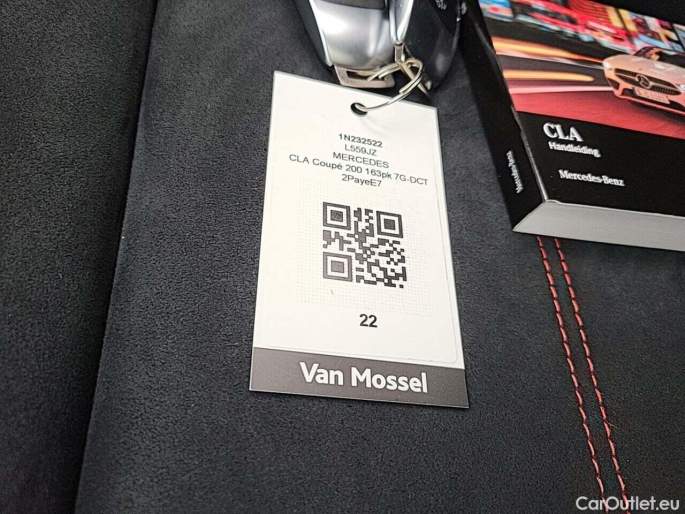 1N232522
L559JZ
MERCEDES
CLA Coupé 200 163pk 7G-DCT
2PayeE7
22
Van Mossel
CLA
Handleiding
Mercedes-Benz
Mercedes-Benz
CarOutlet.eu